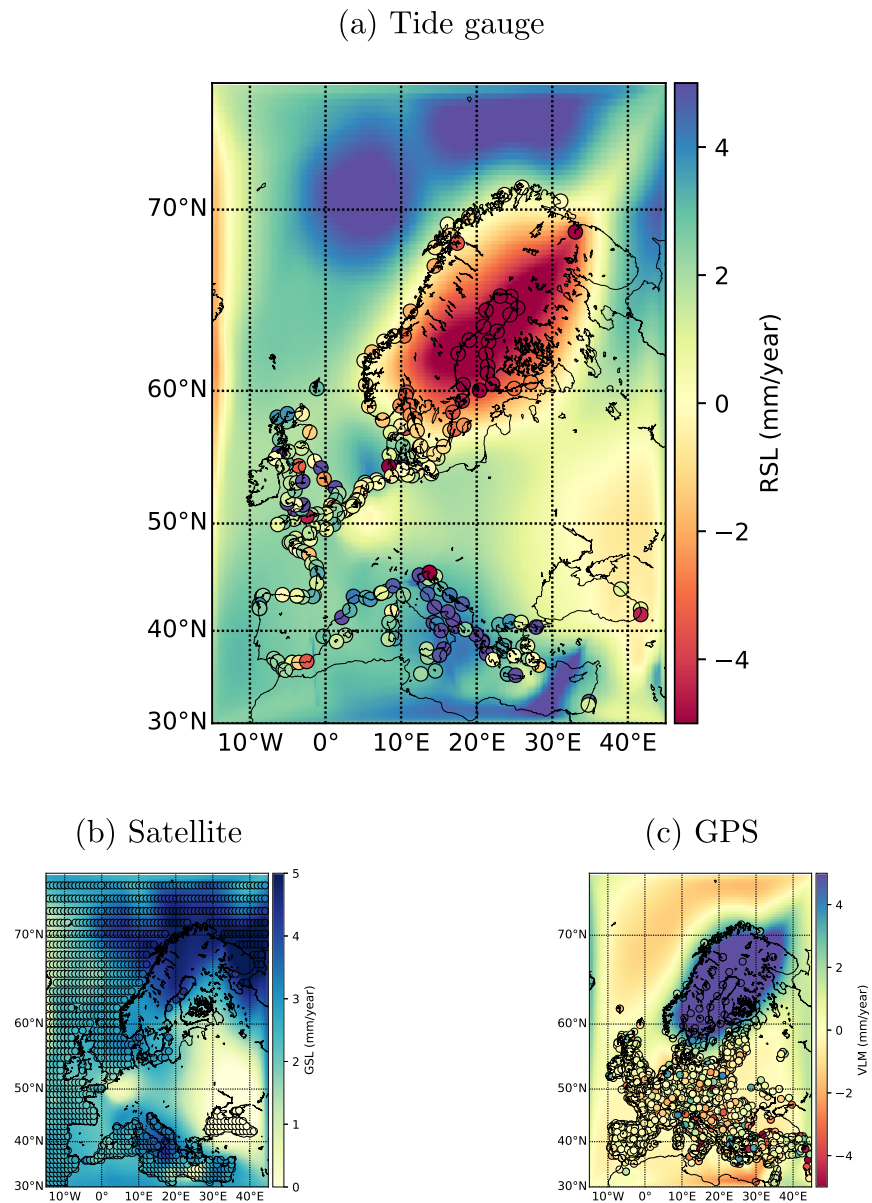 (a) Tide gauge
70°N
60°N
50°N
40°N
30°N
10°W 0° 10°E 20°E 30°E 40°E
4
2
0
−2
−4
RSL (mm/year)
(b) Satellite
70°N
60°N
50°N
40°N
30°N
10°W 0° 10°E 20°E 30°E 40°E
5
4
3
2
1
0
GSL (mm/year)
(c) GPS
70°N
60°N
50°N
40°N
30°N
10°W 0° 10°E 20°E 30°E 40°E
4
2
0
−2
−4
VLM (mm/year)